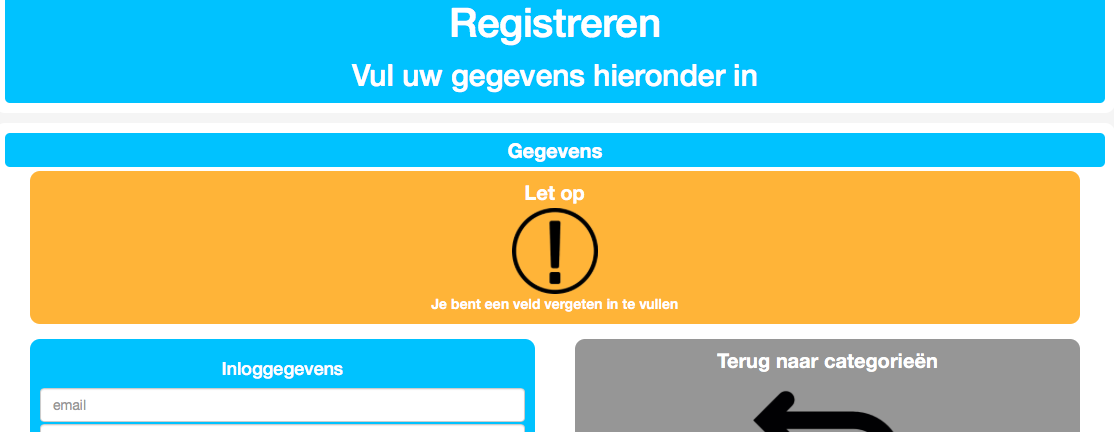 Registreren
Vul uw gegevens hieronder in
Gegevens
Let op
!
Je bent een veld vergeten in te vullen
Inloggegevens
Terug naar categorieën
email